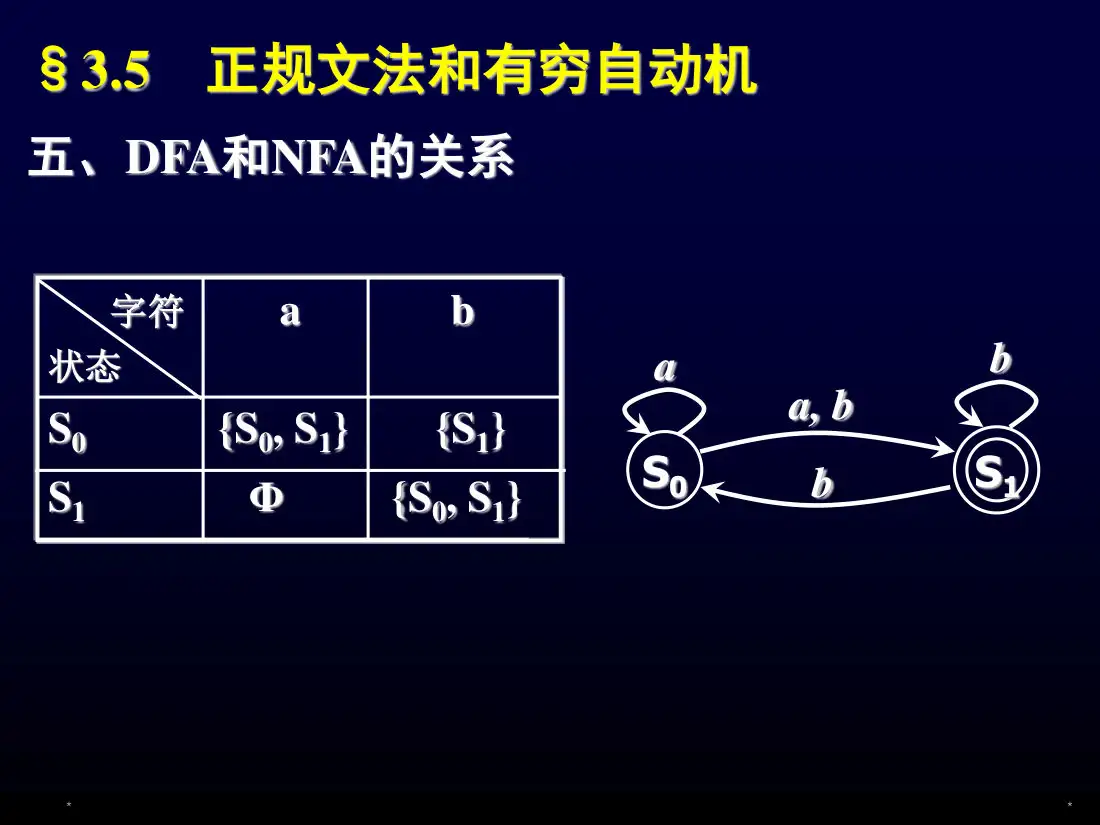 §3.5 正规文法和有穷自动机
五、DFA和NFA的关系
字符 a b
状态
S0 {S0, S1} {S1}
S1 Φ {S0, S1}
a
b
a, b
S0
b
S1
* *